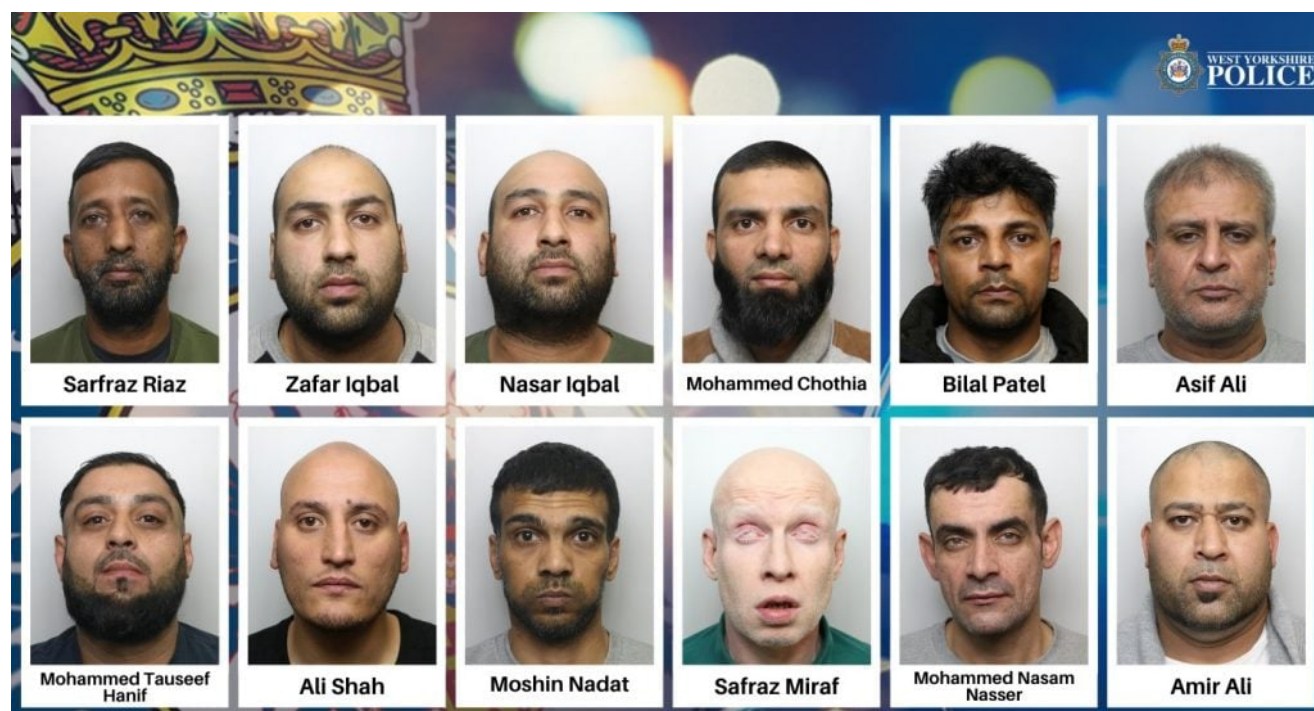 WEST YORKSHIRE
POLICE
Sarfraz Riaz
Zafar Iqbal
Nasar Iqbal
Mohammed Chothia
Bilal Patel
Asif Ali
Mohammed Tauseef
Hanif
Ali Shah
Moshin Nadat
Safraz Miraf
Mohammed Nasam
Nasser
Amir Ali